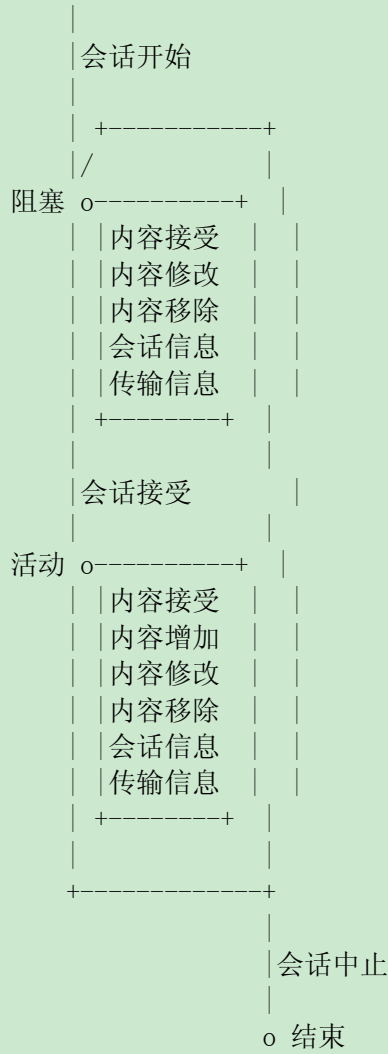 会话开始
阻塞 o
内容接受
内容修改
内容移除
会话信息
传输信息
会话接受
活动 o
内容接受
内容增加
内容修改
内容移除
会话信息
传输信息
会话中止
o 结束